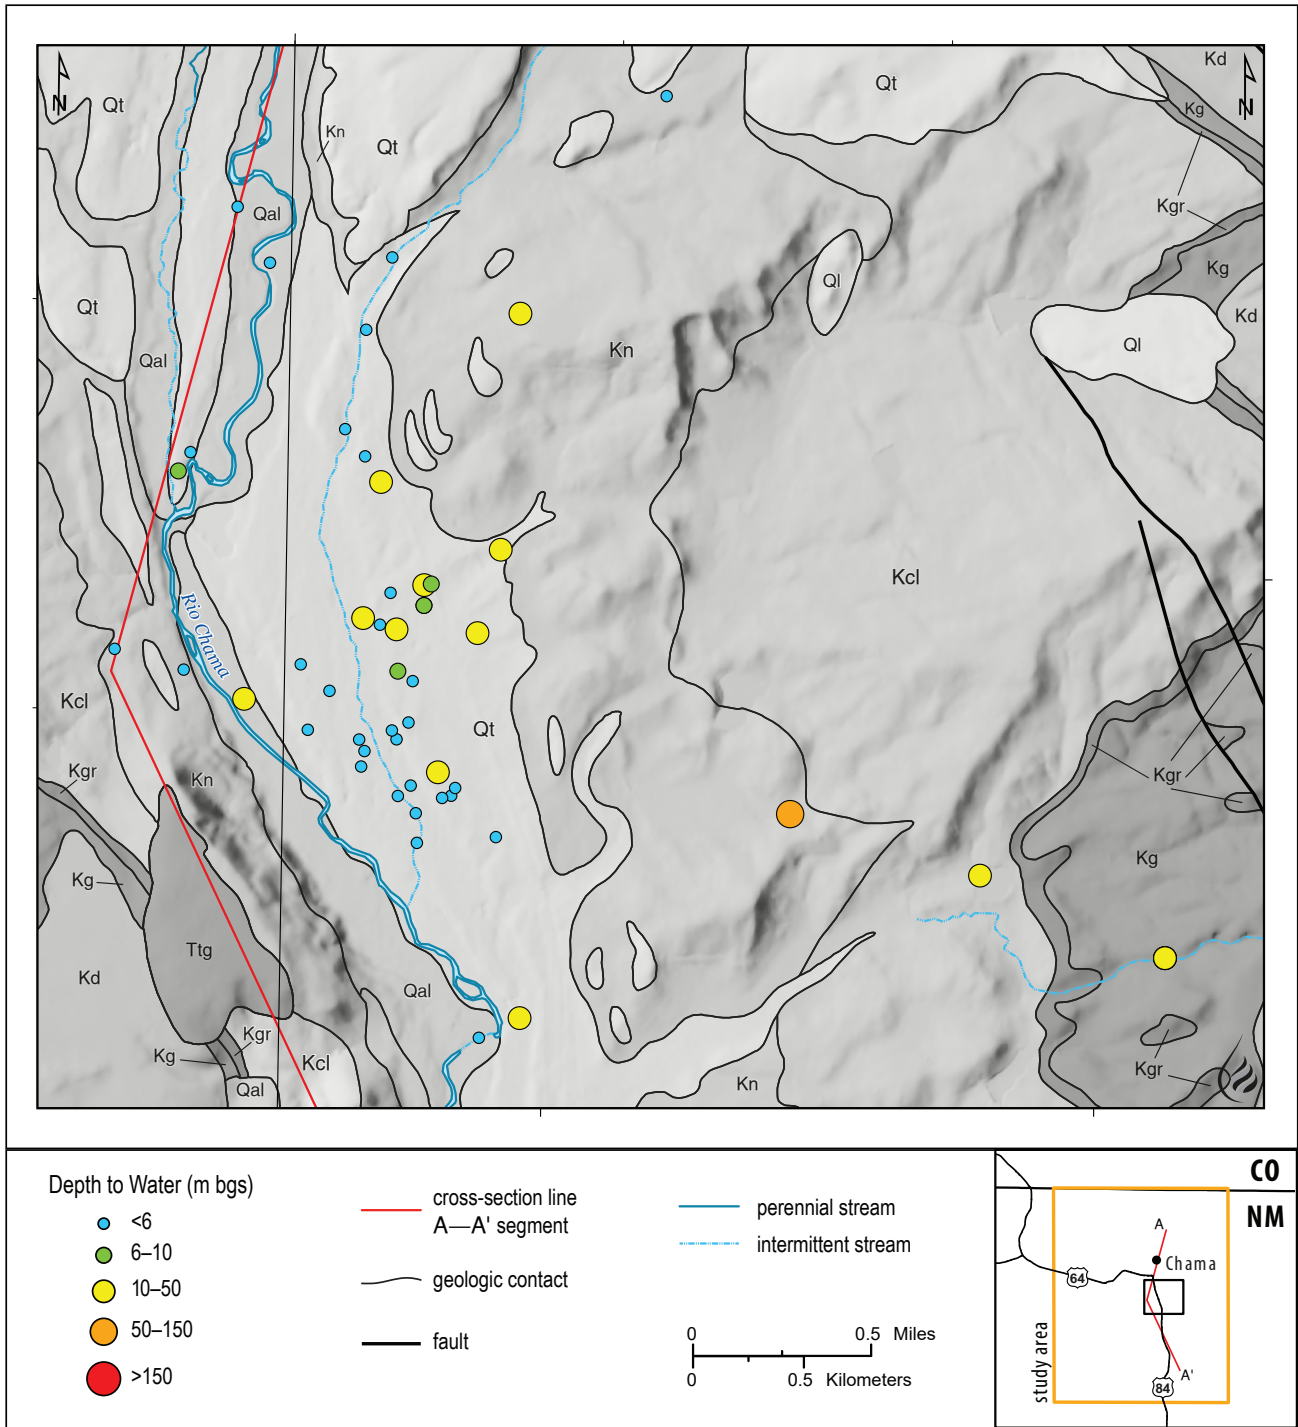 N
Qt
Kn
Qt
Qt
Kd
Kg
N
Qal
Kgr
Kg
Qt
Qal
Kn
Ql
Ql
Kd
Kcl
Rio Chama
Kcl
Qt
Kgr
Kn
Kgr
Kg
Kg
Ttg
Kd
Qal
Kg
Kgr
Kcl
Qal
Kn
Kgr
Depth to Water (m bgs)
<6
6–10
10–50
50–150
>150
cross-section line
A—A' segment
geologic contact
fault
perennial stream
intermittent stream
0 0.5 Miles
0 0.5 Kilometers
CO
NM
A
Chama
64
study area
A'
84